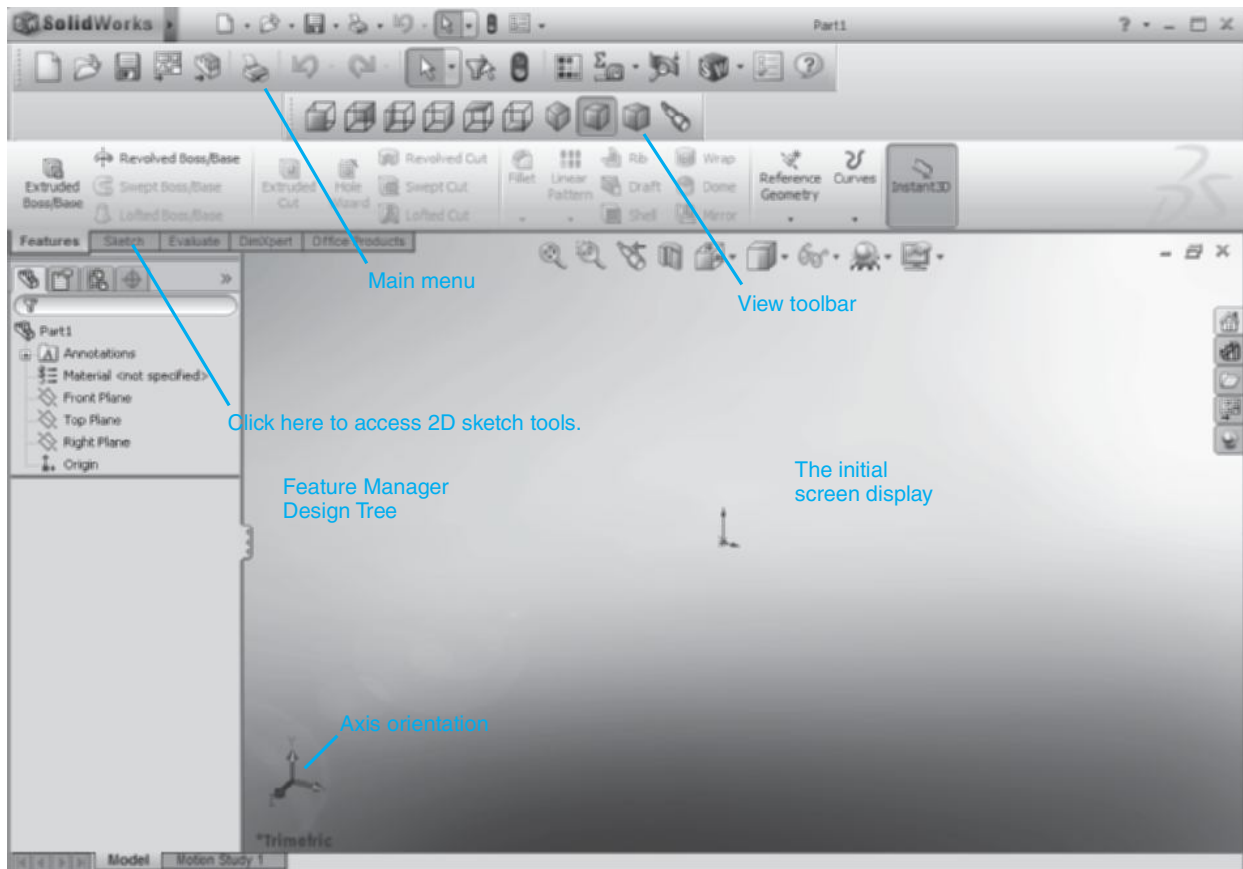 SolidWorks
Part1
Extruded Boss/Base
Revolved Boss/Base
Swept Boss/Base
Lofted Boss/Base
Extruded Cut
Hole Wizard
Revolved Cut
Swept Cut
Lofted Cut
Fillet
Linear Pattern
Rib
Draft
Shell
Wrap
Dome
Mirror
Reference Geometry
Curves
Instant3D
Features
Sketch
Evaluate
DimXpert
Office Products
Main menu
View toolbar
Part1
Annotations
Material <not specified>
Front Plane
Top Plane
Right Plane
Origin
Click here to access 2D sketch tools.
Feature Manager
Design Tree
The initial
screen display
Axis orientation
Y
Z
*Trimetric
Model
Motion Study 1